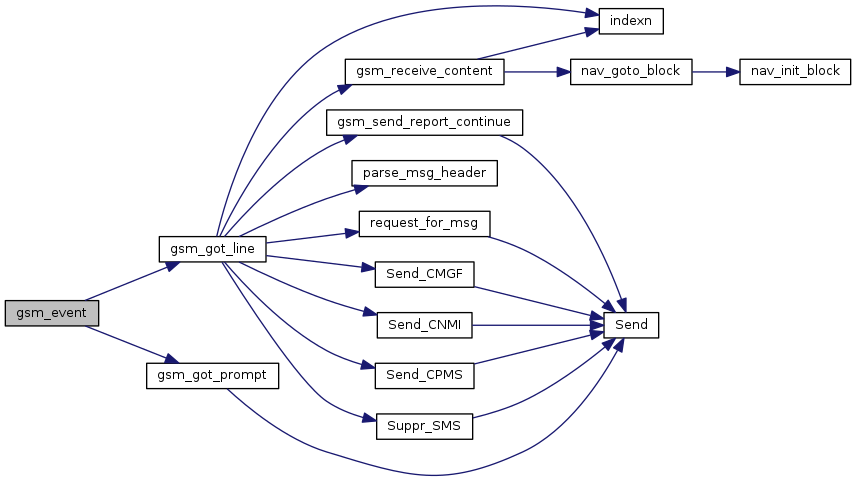 indexn
gsm_receive_content
nav_goto_block
nav_init_block
gsm_send_report_continue
parse_msg_header
request_for_msg
gsm_got_line
Send_CMGF
gsm_event
Send_CNMI
Send
gsm_got_prompt
Send_CPMS
Suppr_SMS